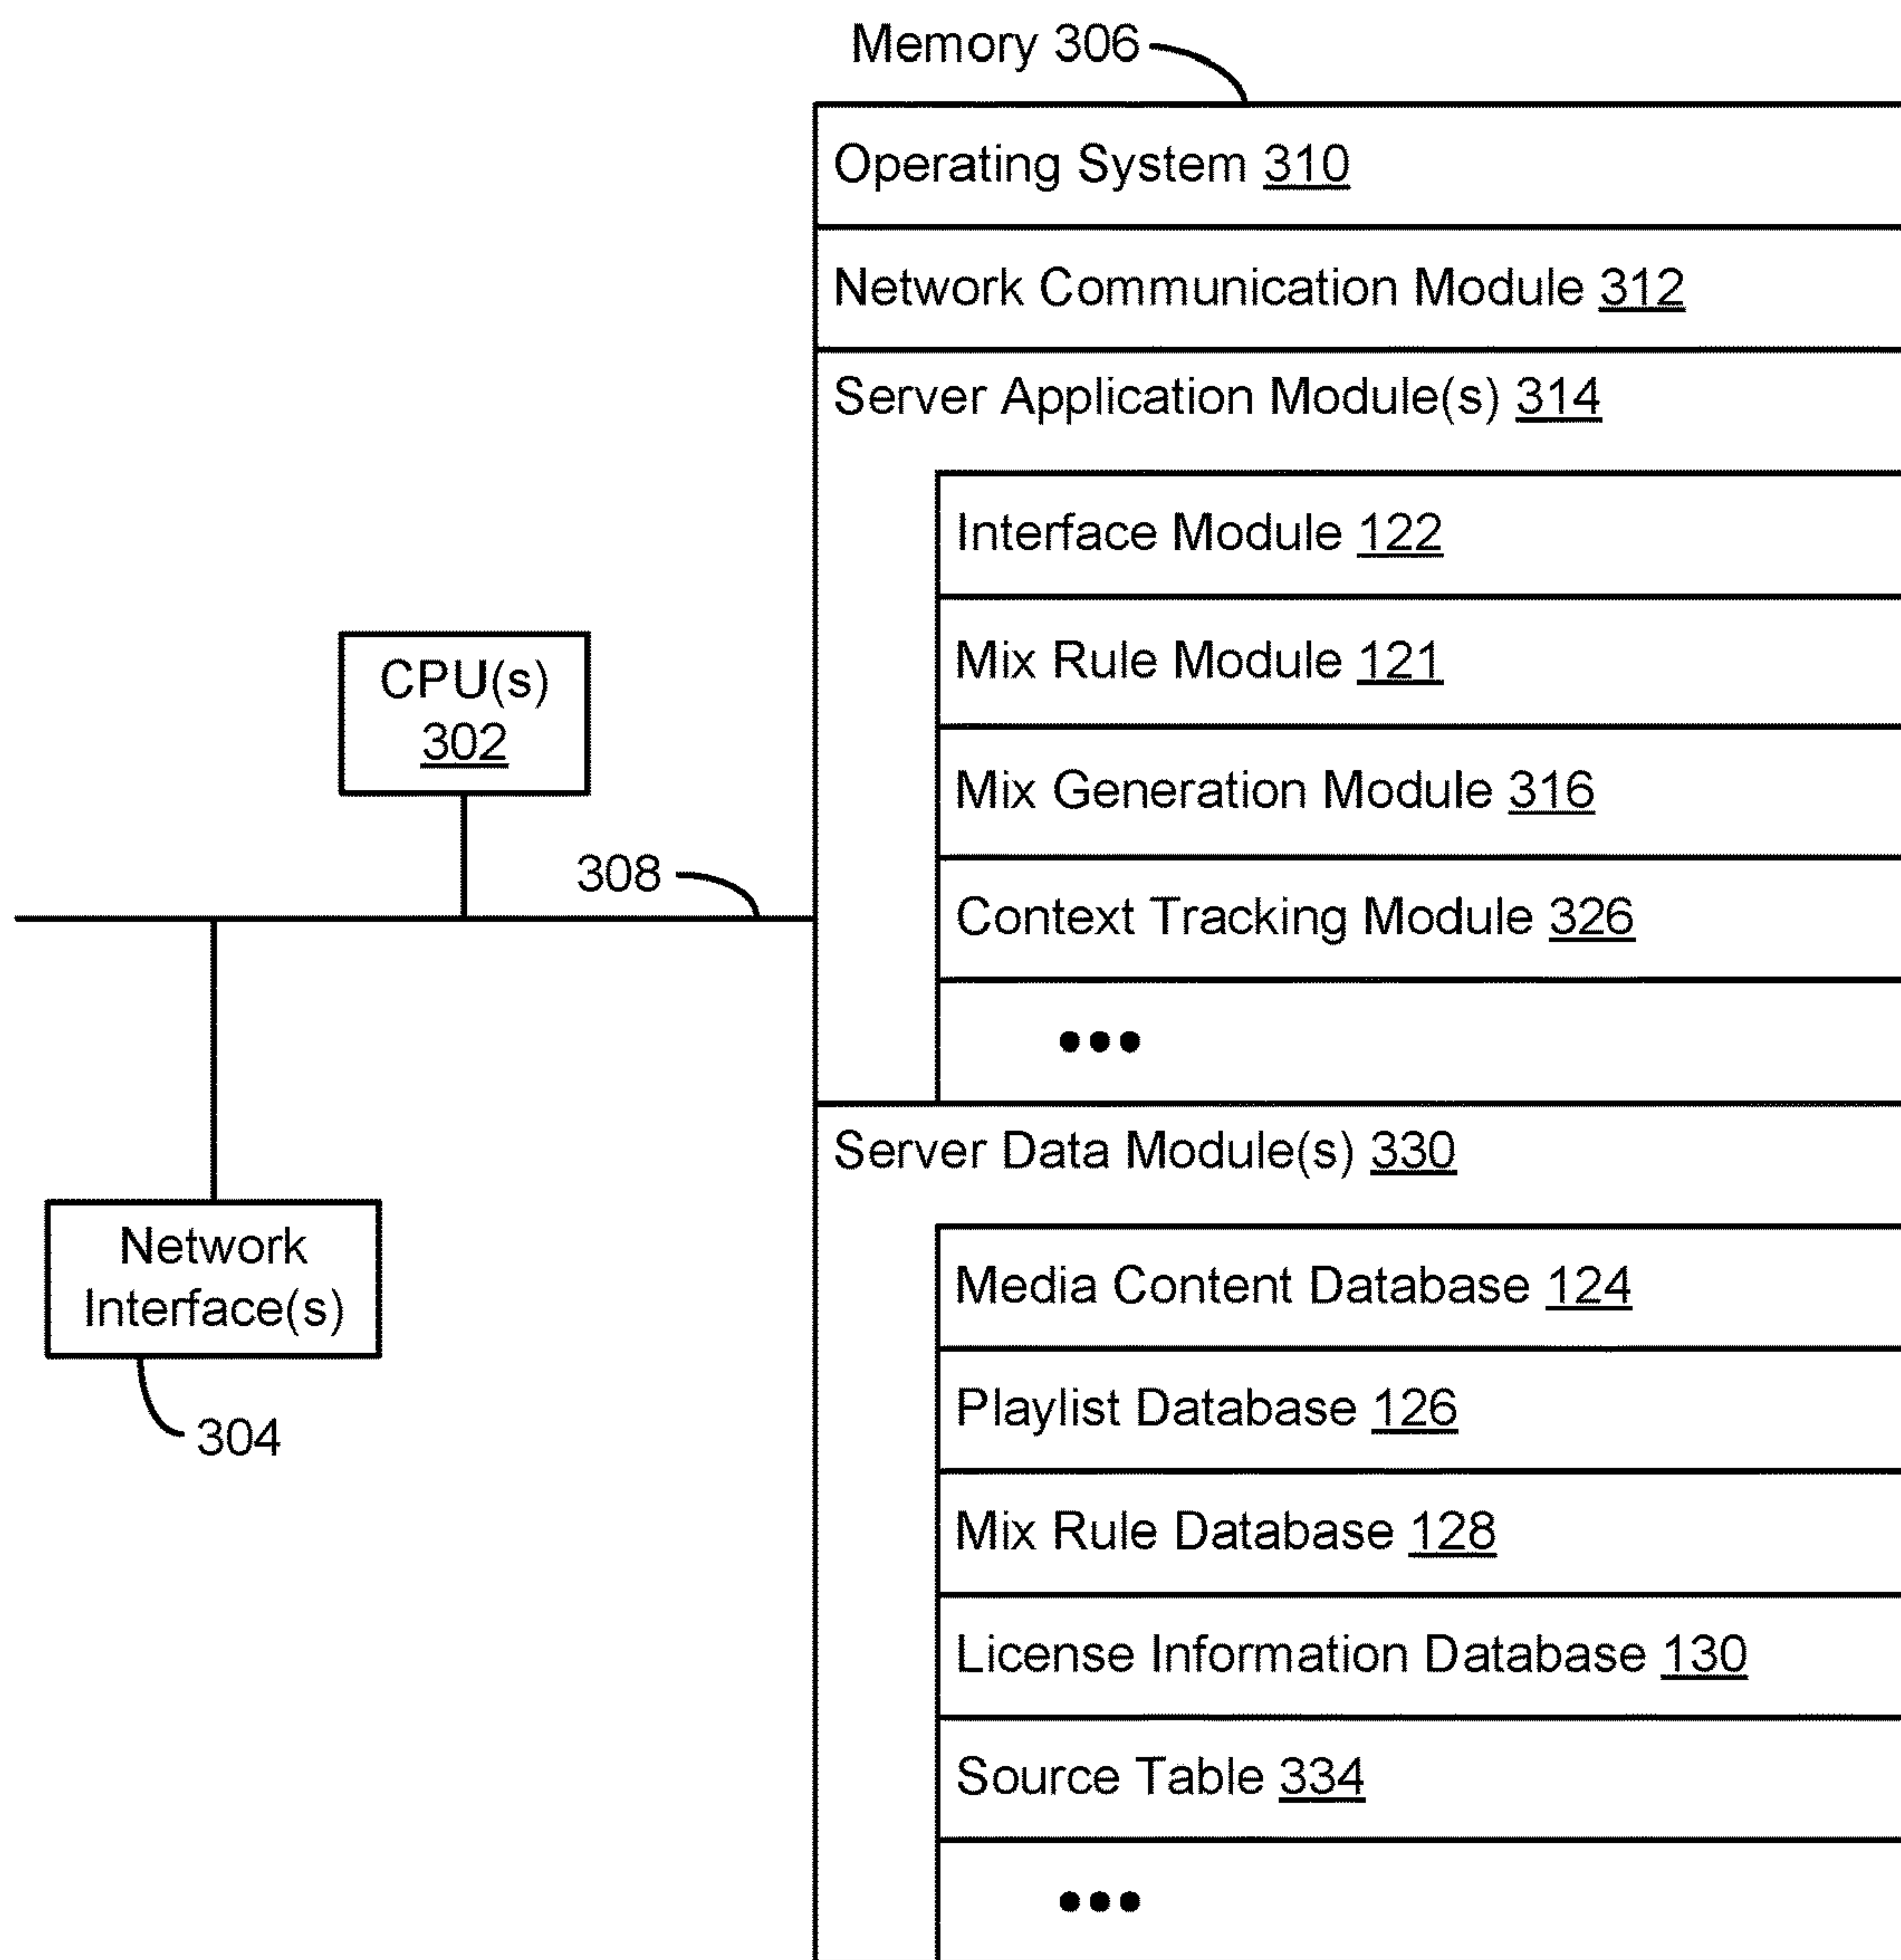 Memory 306
Operating System 310
Network Communication Module 312
Server Application Module(s) 314
Interface Module 122
Mix Rule Module 121
Mix Generation Module 316
Context Tracking Module 326
•••
CPU(s)
302
308
Network
Interface(s)
304
Server Data Module(s) 330
Media Content Database 124
Playlist Database 126
Mix Rule Database 128
License Information Database 130
Source Table 334
•••